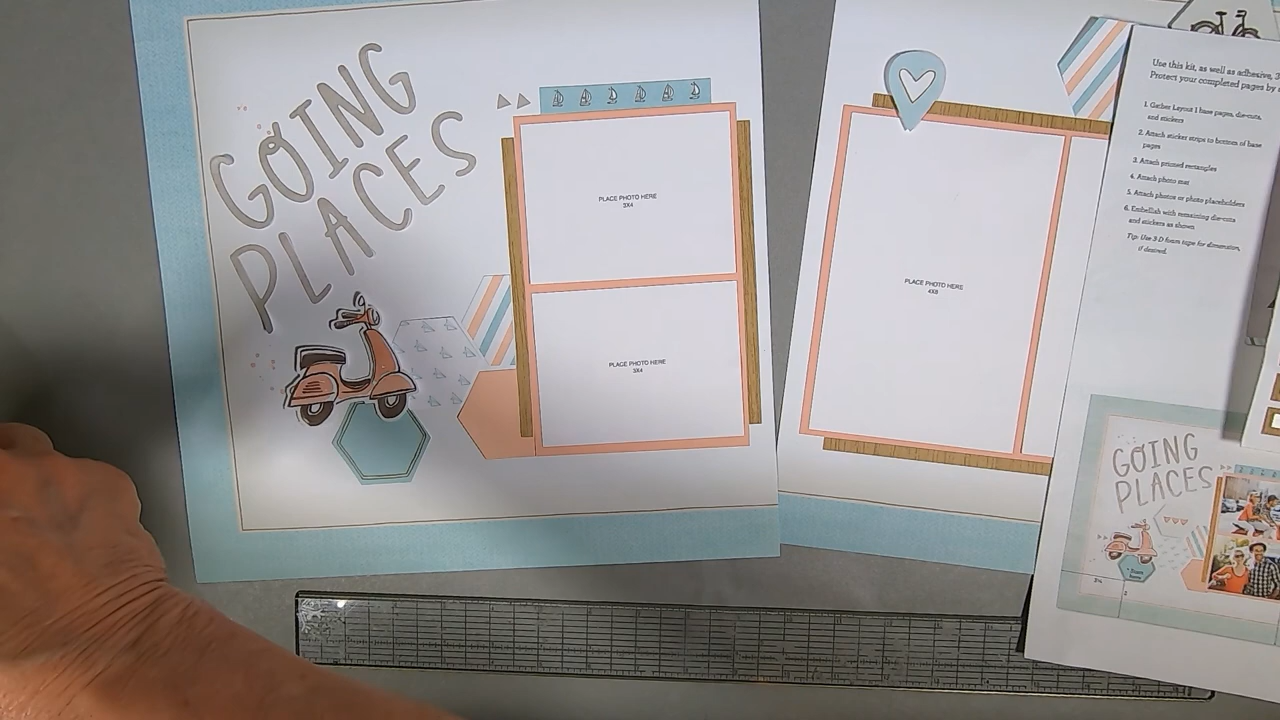 GOING
PLACES
PLACE PHOTO HERE
3X4
PLACE PHOTO HERE
3X4
PLACE PHOTO HERE
4X8
Use this kit, as well as adhesive, 3
Protect your completed pages by
1. Gather Layout 1 base pages, die-cuts,
and stickers
2. Attach sticker strips to bottom of base
pages
3. Attach printed rectangles
4. Attach photo mat
5. Attach photos or photo placeholders
6. Embellish with remaining die-cuts
and stickers as shown
Tip: Use 3-D foam tape for dimension,
if desired.
GOING
PLACES